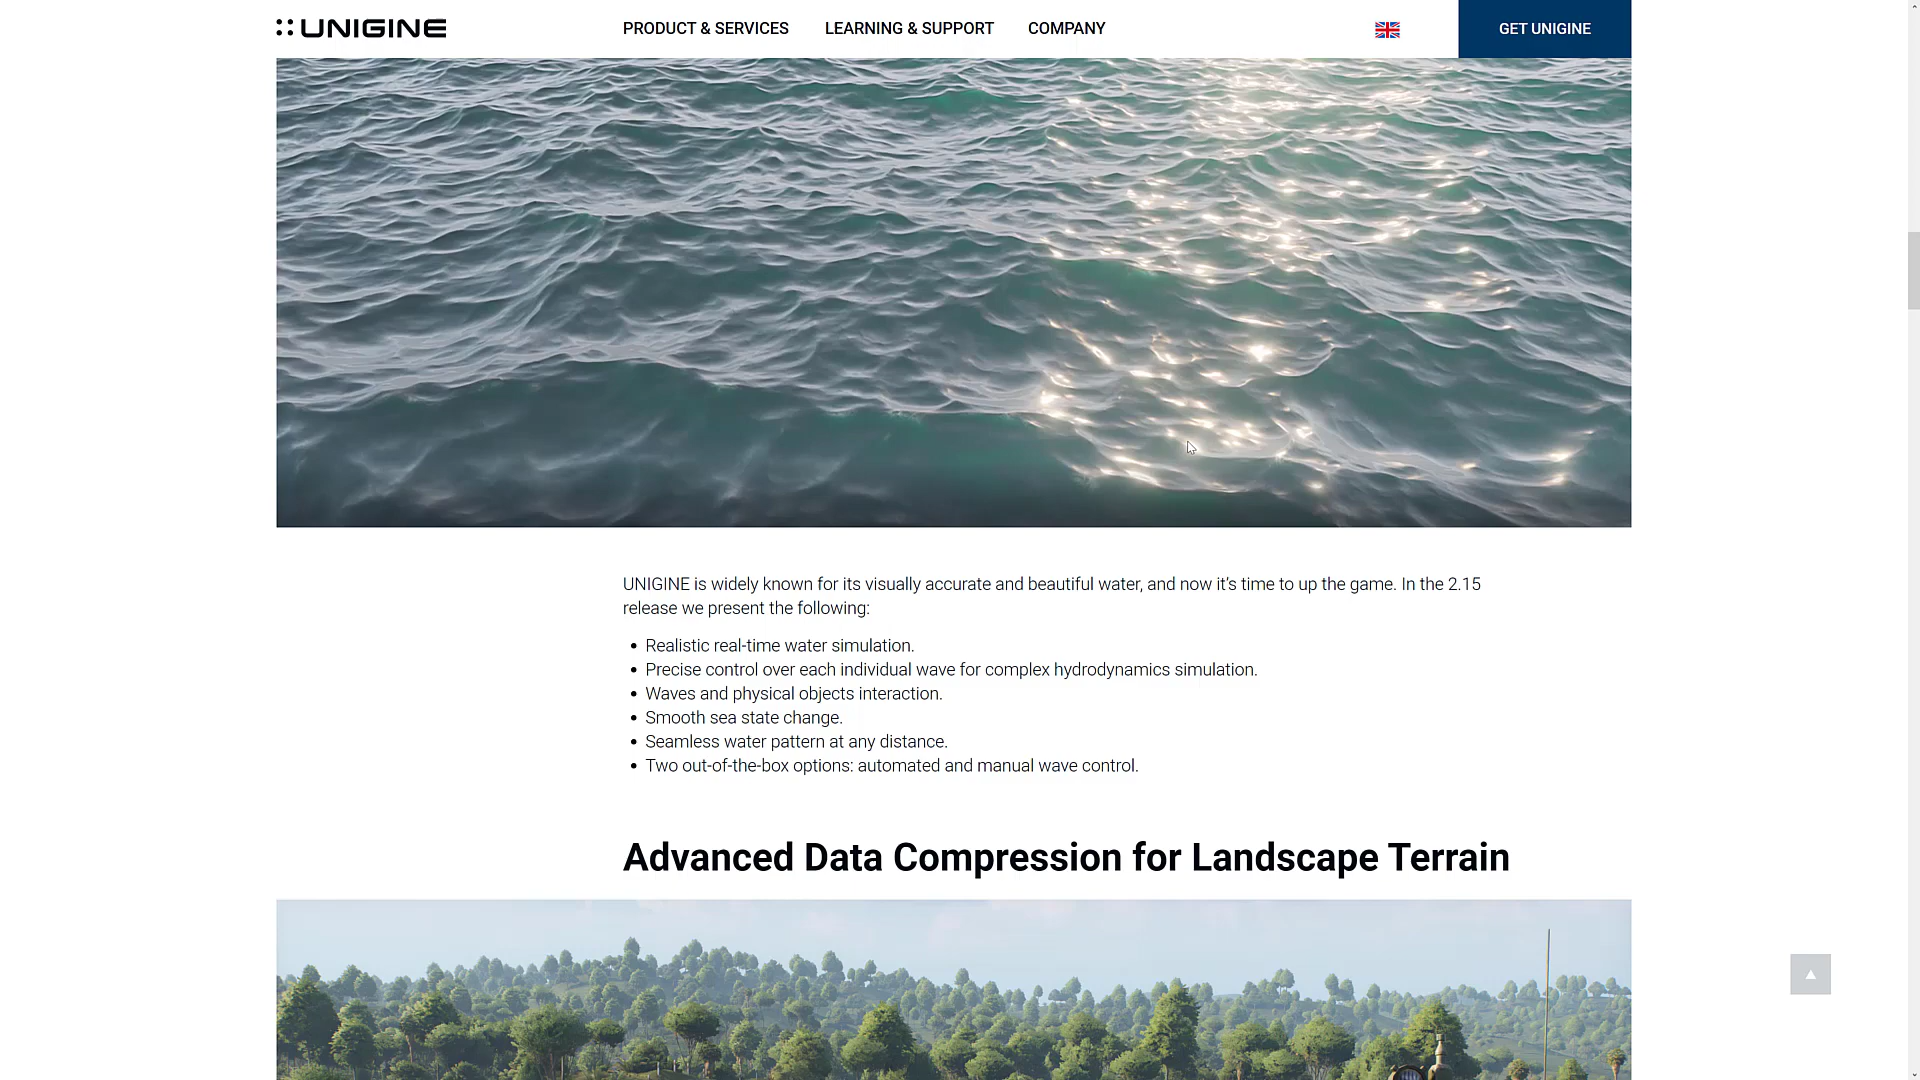 UNIGINE
PRODUCT & SERVICES
LEARNING & SUPPORT
COMPANY
GET UNIGINE
UNIGINE is widely known for its visually accurate and beautiful water, and now it’s time to up the game. In the 2.15
release we present the following:
• Realistic real-time water simulation.
• Precise control over each individual wave for complex hydrodynamics simulation.
• Waves and physical objects interaction.
• Smooth sea state change.
• Seamless water pattern at any distance.
• Two out-of-the-box options: automated and manual wave control.
Advanced Data Compression for Landscape Terrain